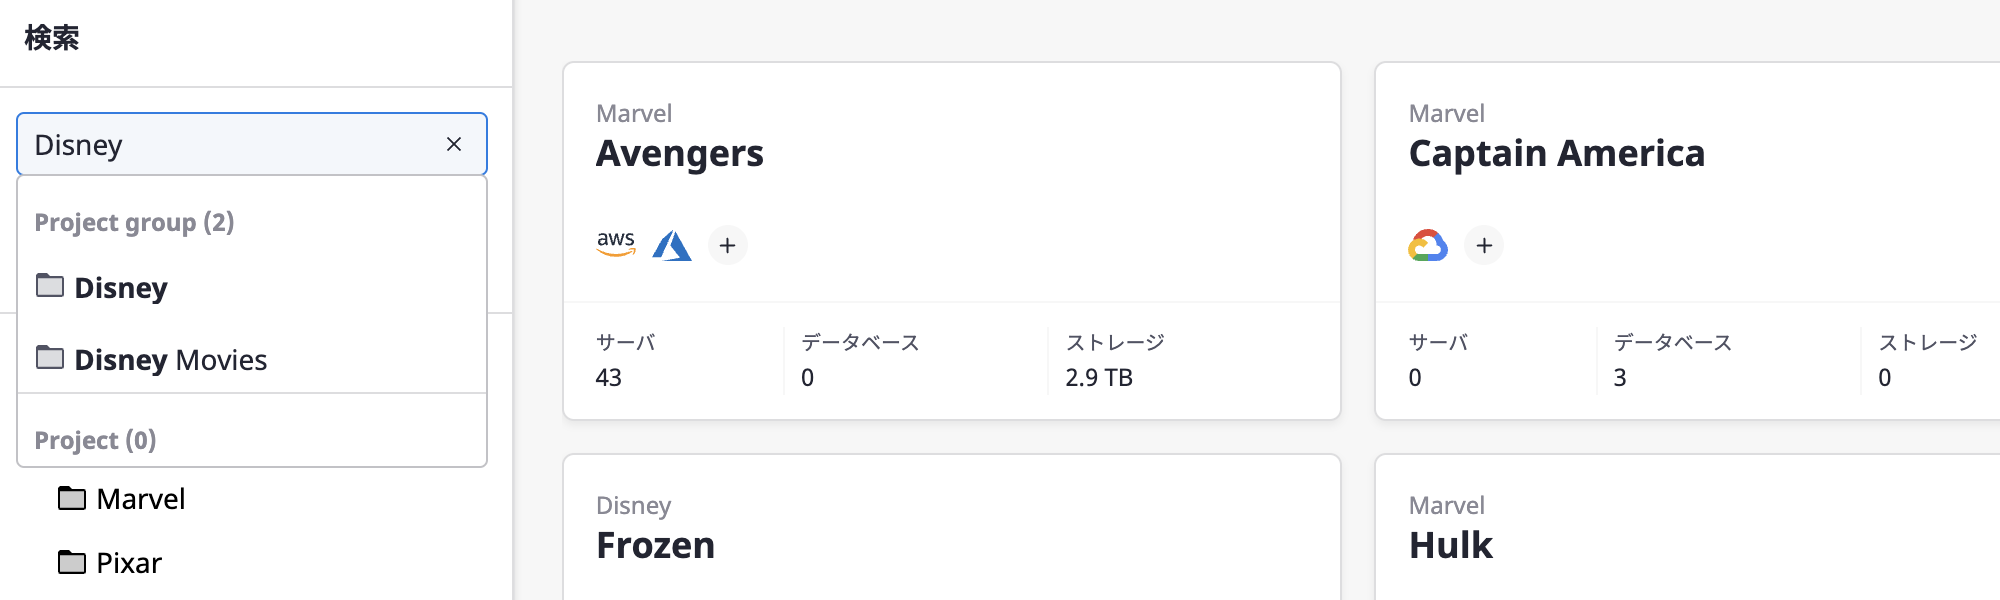 検索
Disney
Project group (2)
Disney
Disney Movies
Project (0)
Marvel
Pixar
Marvel
Avengers
aws
サーバ
43
データベース
0
ストレージ
2.9 TB
Marvel
Captain America
サーバ
0
データベース
3
ストレージ
0
Disney
Frozen
Marvel
Hulk